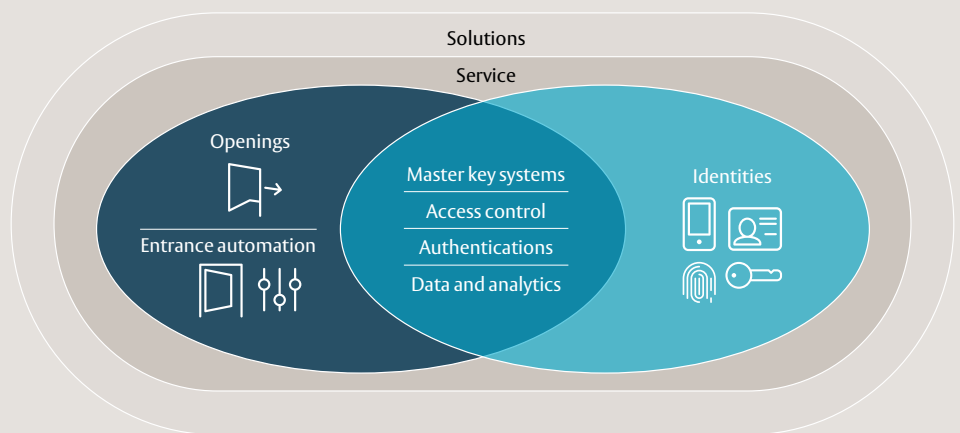 Solutions
Service
Openings
Entrance automation
Master key systems
Access control
Authentications
Data and analytics
Identities